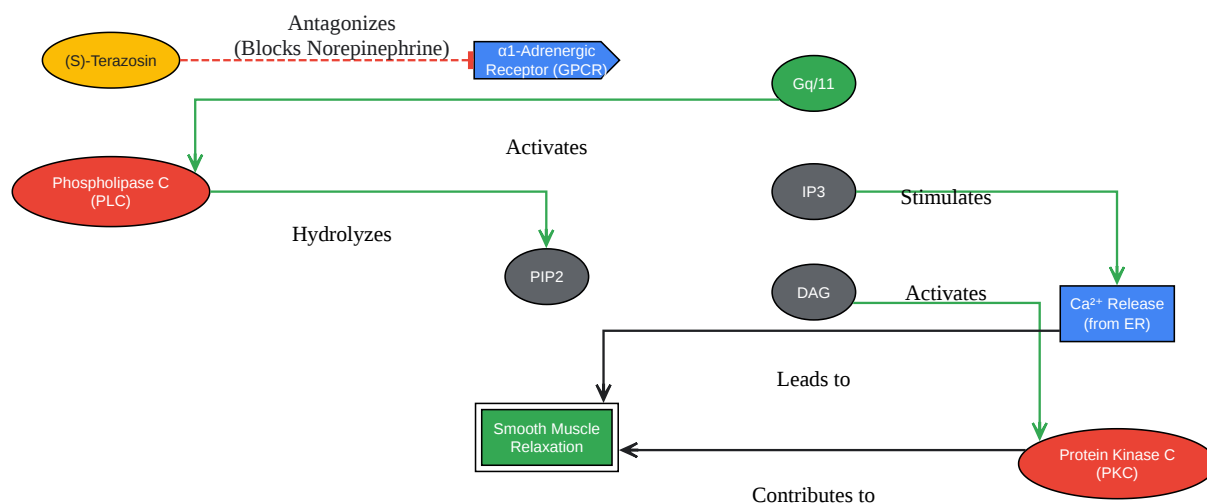 Antagonizes
(Blocks Norepinephrine)
(S)-Terazosin
α1-Adrenergic
Receptor (GPCR)
Gq/11
Activates
Phospholipase C
(PLC)
IP3
Stimulates
Hydrolyzes
PIP2
DAG
Activates
Ca²⁺ Release
(from ER)
Leads to
Smooth Muscle
Relaxation
Protein Kinase C
(PKC)
Contributes to